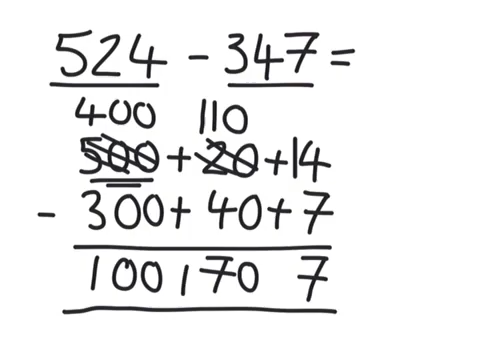 524 - 347 =
400 110
500 + 20 + 14
- 300 + 40 + 7
100 170 7